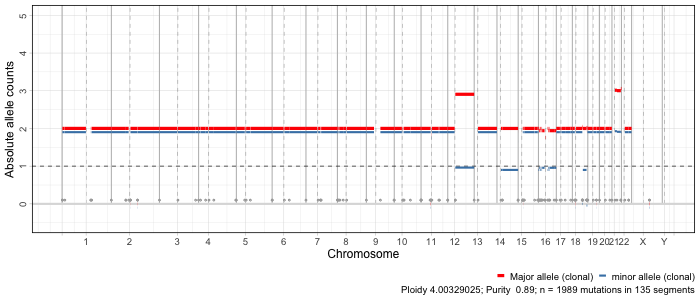 Absolute allele counts
5
4
3
2
1
0
1 2 3 4 5 6 7 8 9 10 11 12 13 14 15 16 17 18 19 20 21 22 X Y
Chromosome
Major allele (clonal) minor allele (clonal)
Ploidy 4.00329025; Purity 0.89; n = 1989 mutations in 135 segments